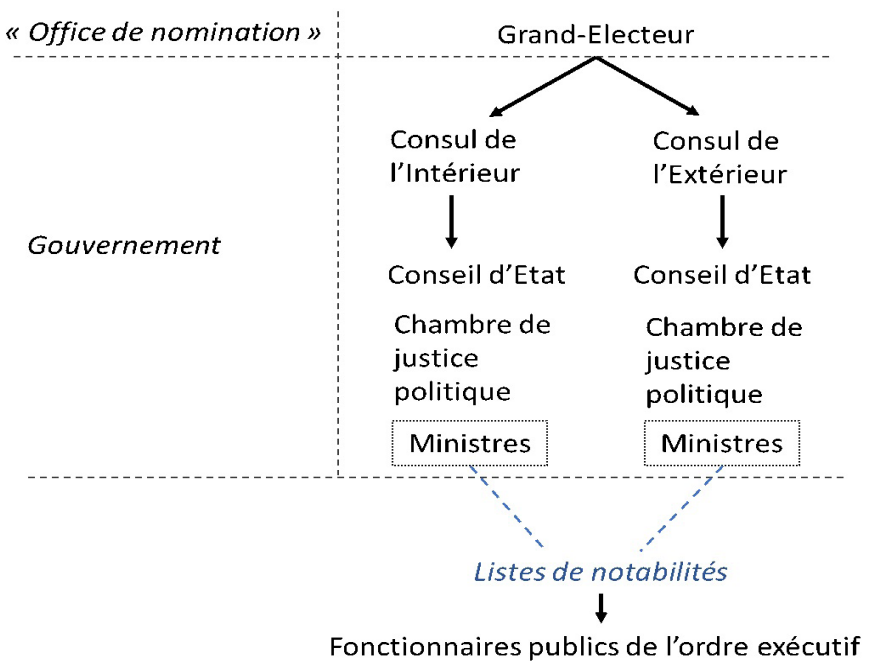 « Office de nomination »
Grand-Electeur
Consul de
l’Intérieur
Consul de
l’Extérieur
Gouvernement
Conseil d’Etat
Conseil d’Etat
Chambre de
justice
politique
Chambre de
justice
politique
Ministres
Ministres
Listes de notabilités
Fonctionnaires publics de l’ordre exécutif